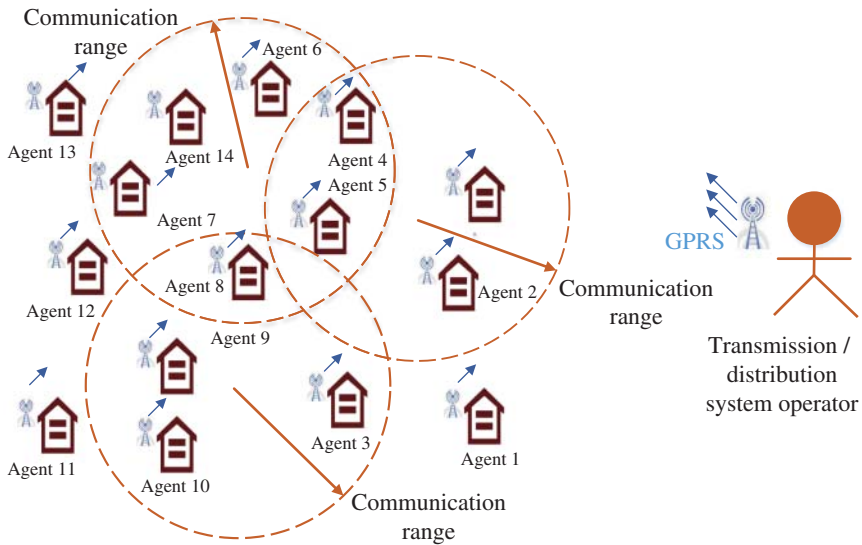 Communication
range
Agent 6
Agent 13
Agent 14
Agent 4
Agent 5
Agent 7
GPRS
Agent 12
Agent 8
Agent 2
Communication
range
Agent 9
Transmission /
distribution
system operator
Agent 11
Agent 10
Agent 3
Agent 1
Communication
range